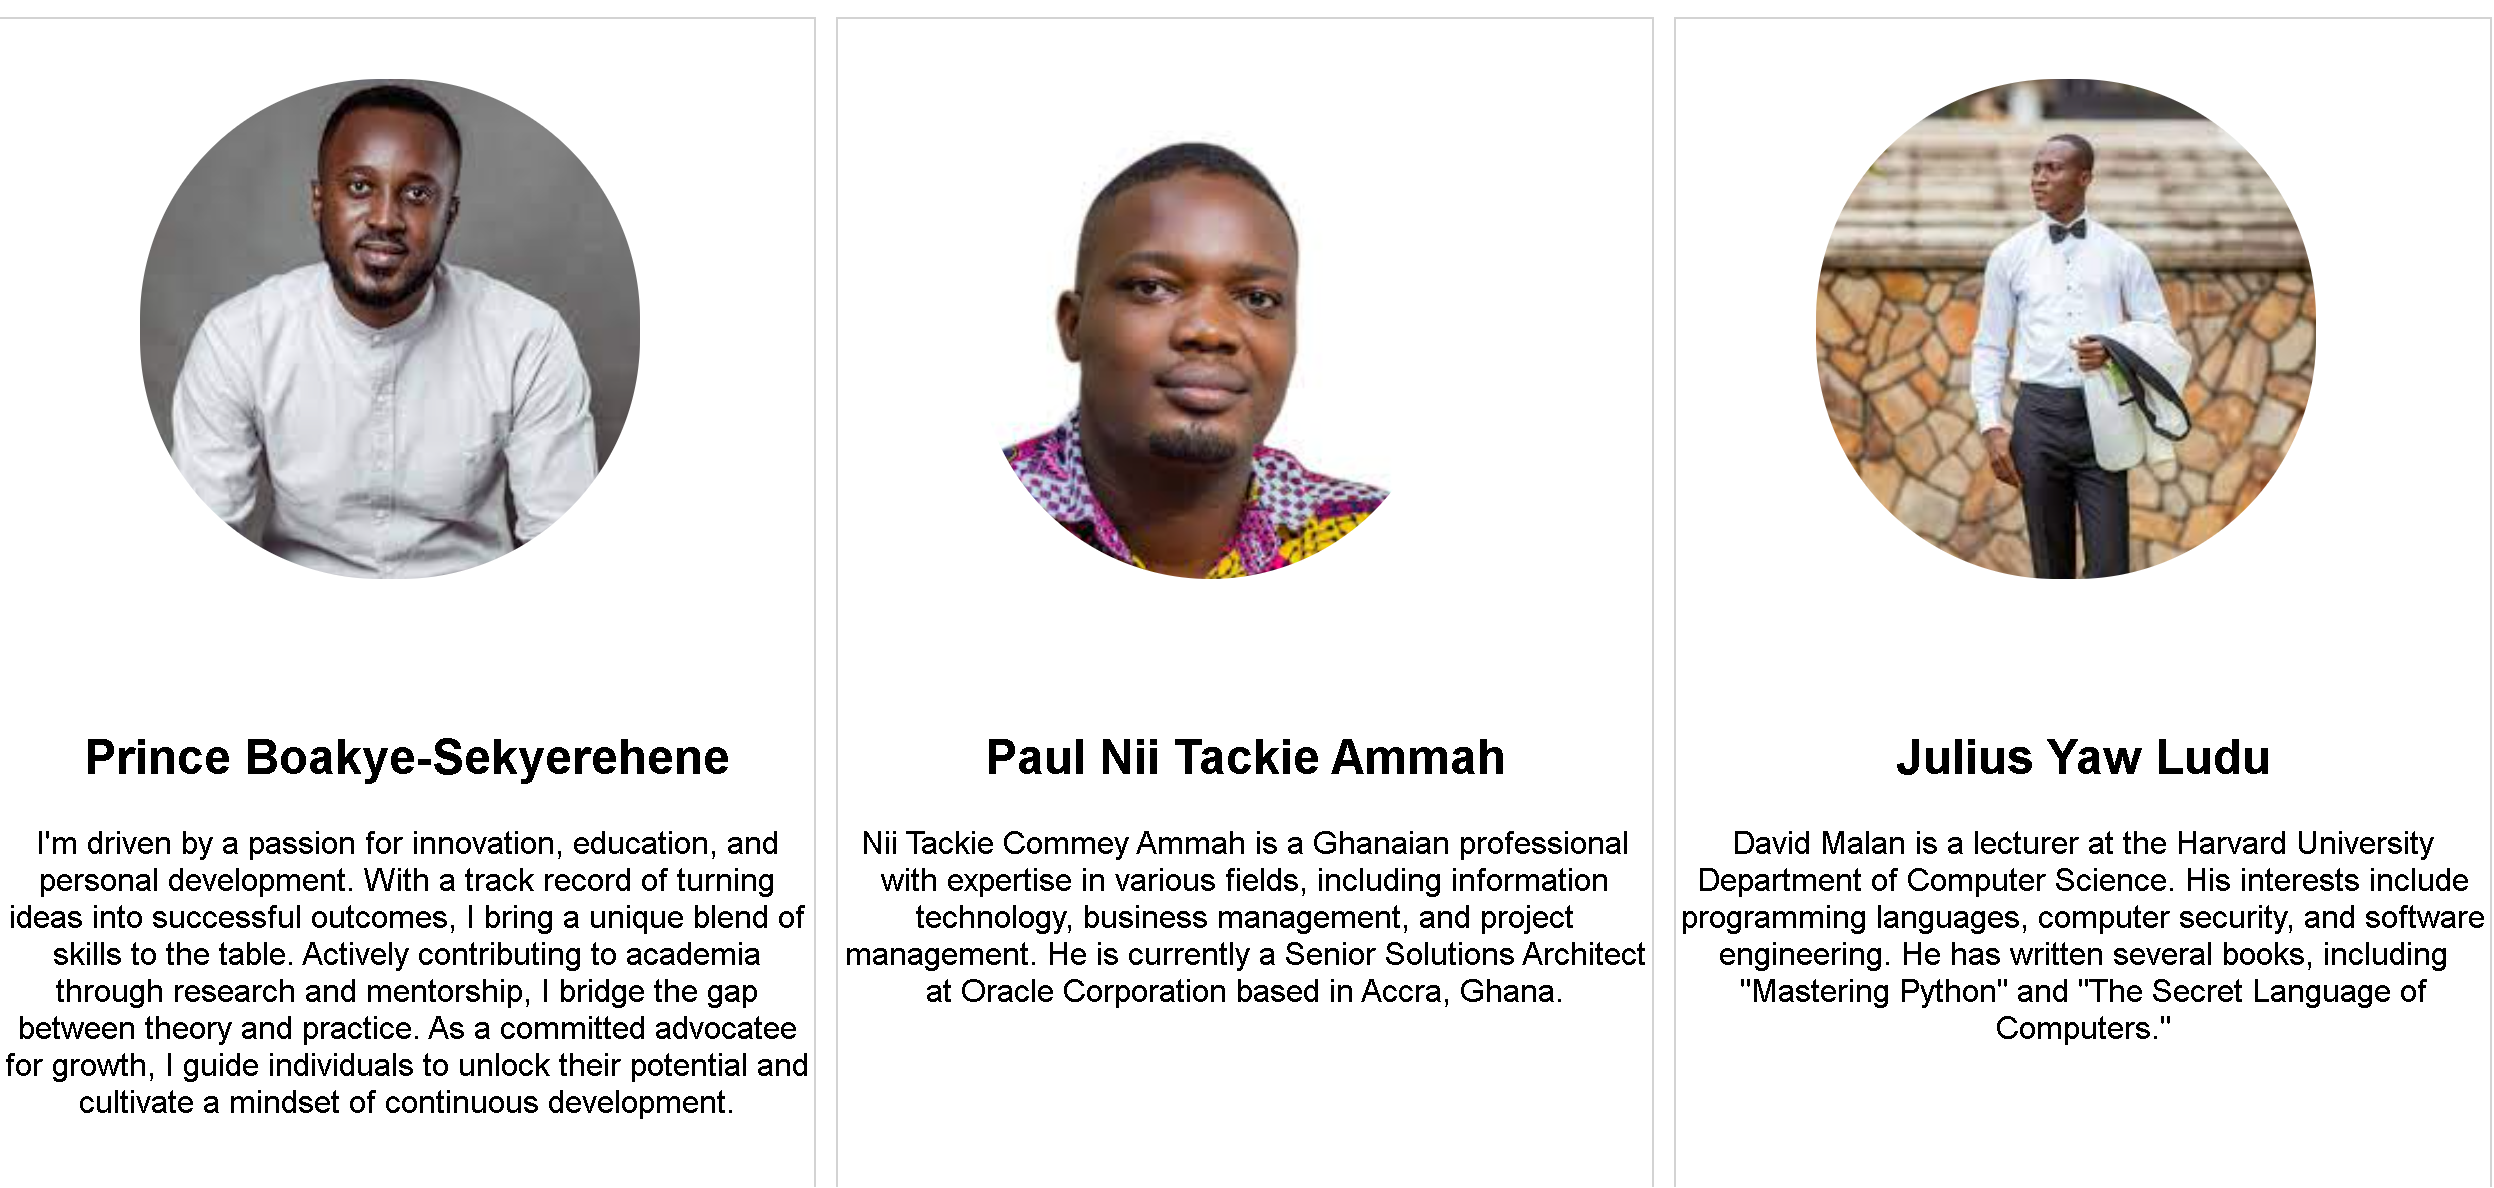 Prince Boakye-Sekyerehene
I'm driven by a passion for innovation, education, and
personal development. With a track record of turning
ideas into successful outcomes, I bring a unique blend of
skills to the table. Actively contributing to academia
through research and mentorship, I bridge the gap
between theory and practice. As a committed advocatee
for growth, I guide individuals to unlock their potential and
cultivate a mindset of continuous development.
Paul Nii Tackie Ammah
Nii Tackie Commey Ammah is a Ghanaian professional
with expertise in various fields, including information
technology, business management, and project
management. He is currently a Senior Solutions Architect
at Oracle Corporation based in Accra, Ghana.
Julius Yaw Ludu
David Malan is a lecturer at the Harvard University
Department of Computer Science. His interests include
programming languages, computer security, and software
engineering. He has written several books, including
"Mastering Python" and "The Secret Language of
Computers."